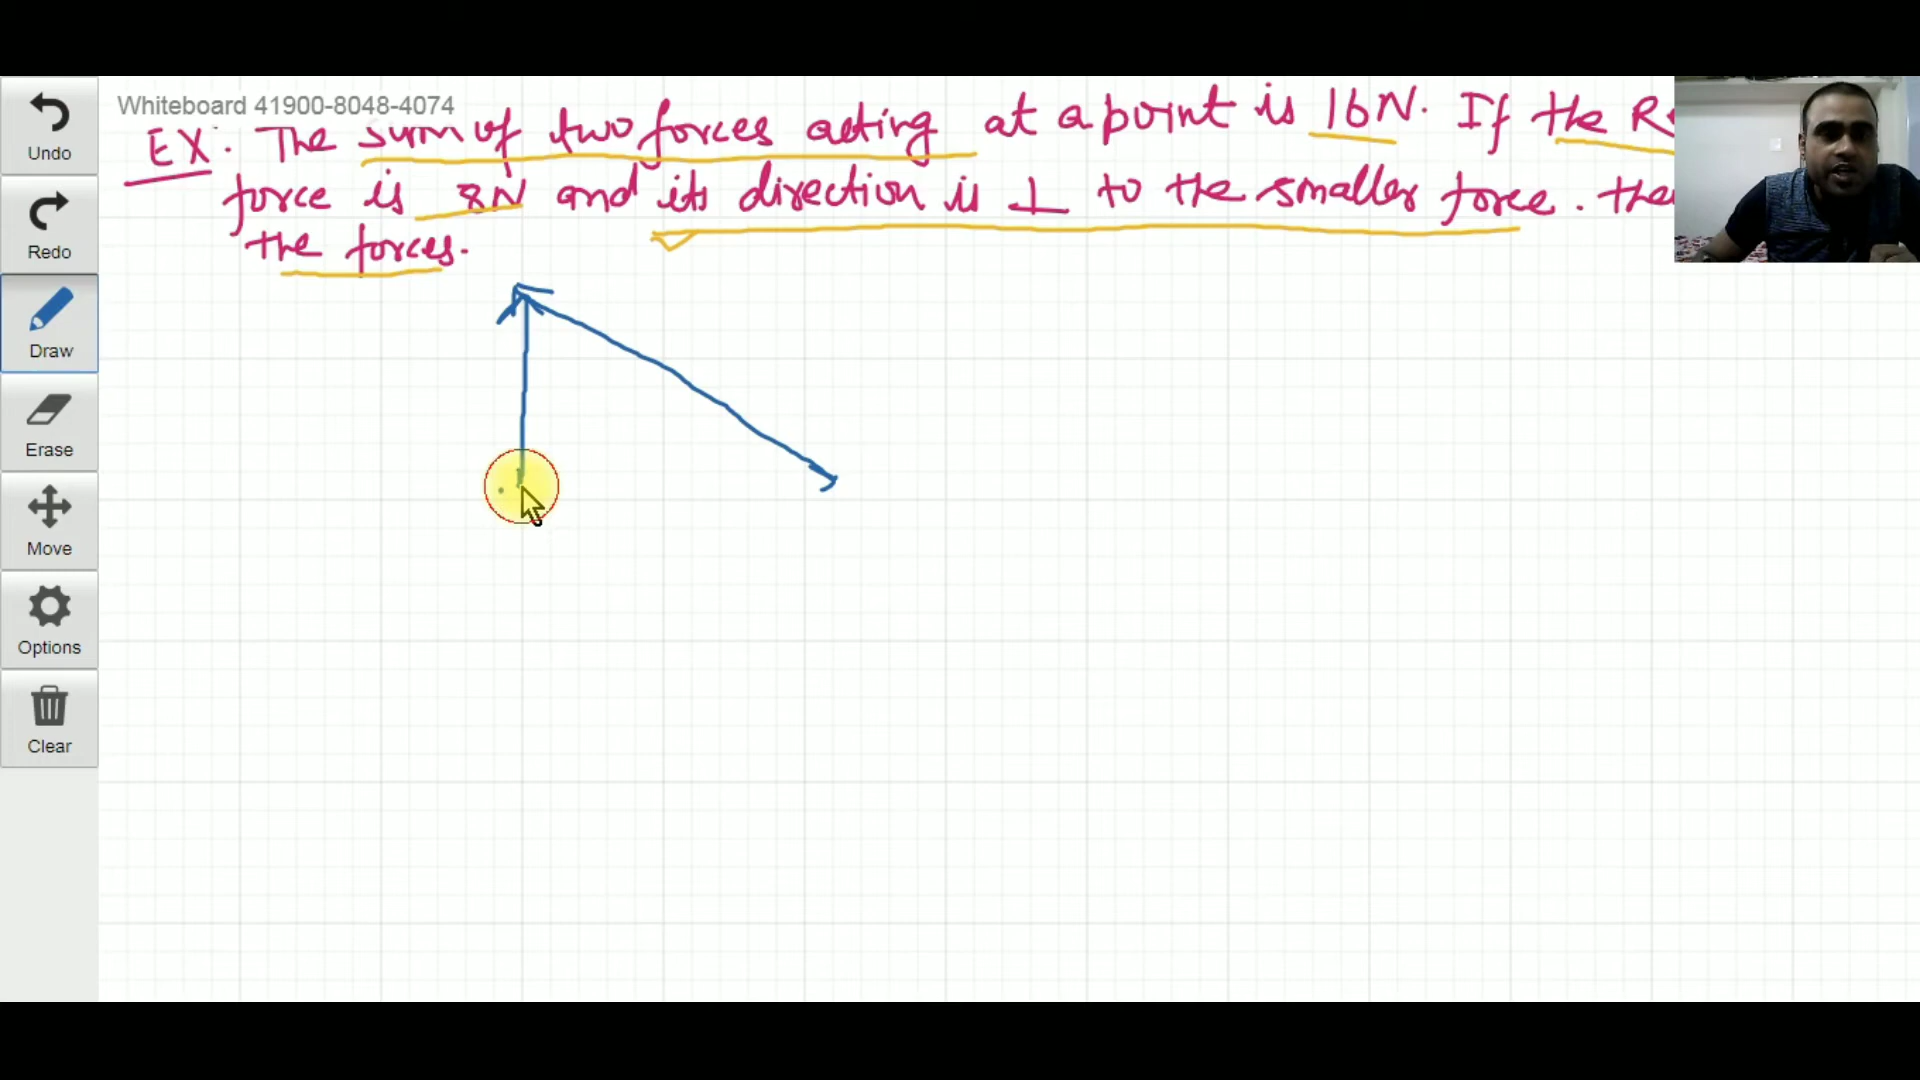 Whiteboard 41900-8048-4074
EX: The sum of two forces acting at a point is 16N. If the
force is 8N and its direction is ⊥ to the smaller force.
the forces.
Undo
Redo
Draw
Erase
Move
Options
Clear